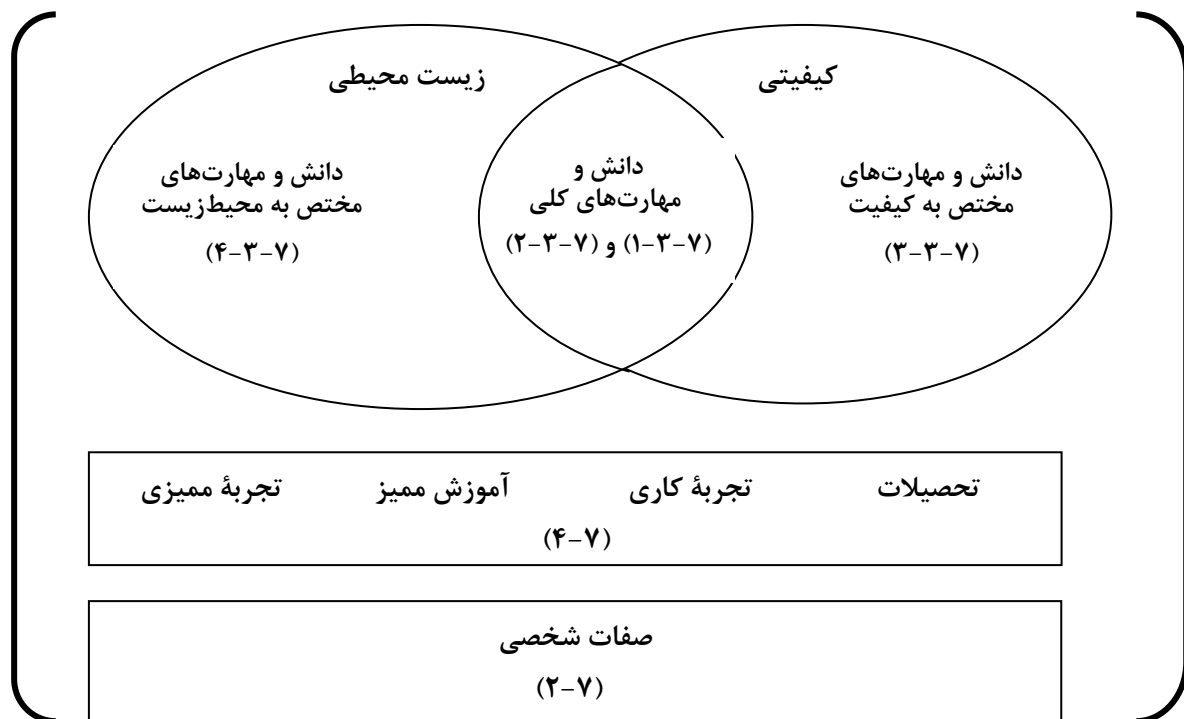 کیفیتی
زیست محیطی
دانش و مهارت‌های
مختص به کیفیت
(۳-۳-۷)
دانش و
مهارت‌های کلی
(۱-۳-۷) و (۲-۳-۷)
دانش و مهارت‌های
مختص به محیط‌زیست
(۴-۳-۷)
تحصیلات تجربهٔ کاری آموزش ممیز تجربهٔ ممیزی
(۴-۷)
صفات شخصی
(۲-۷)